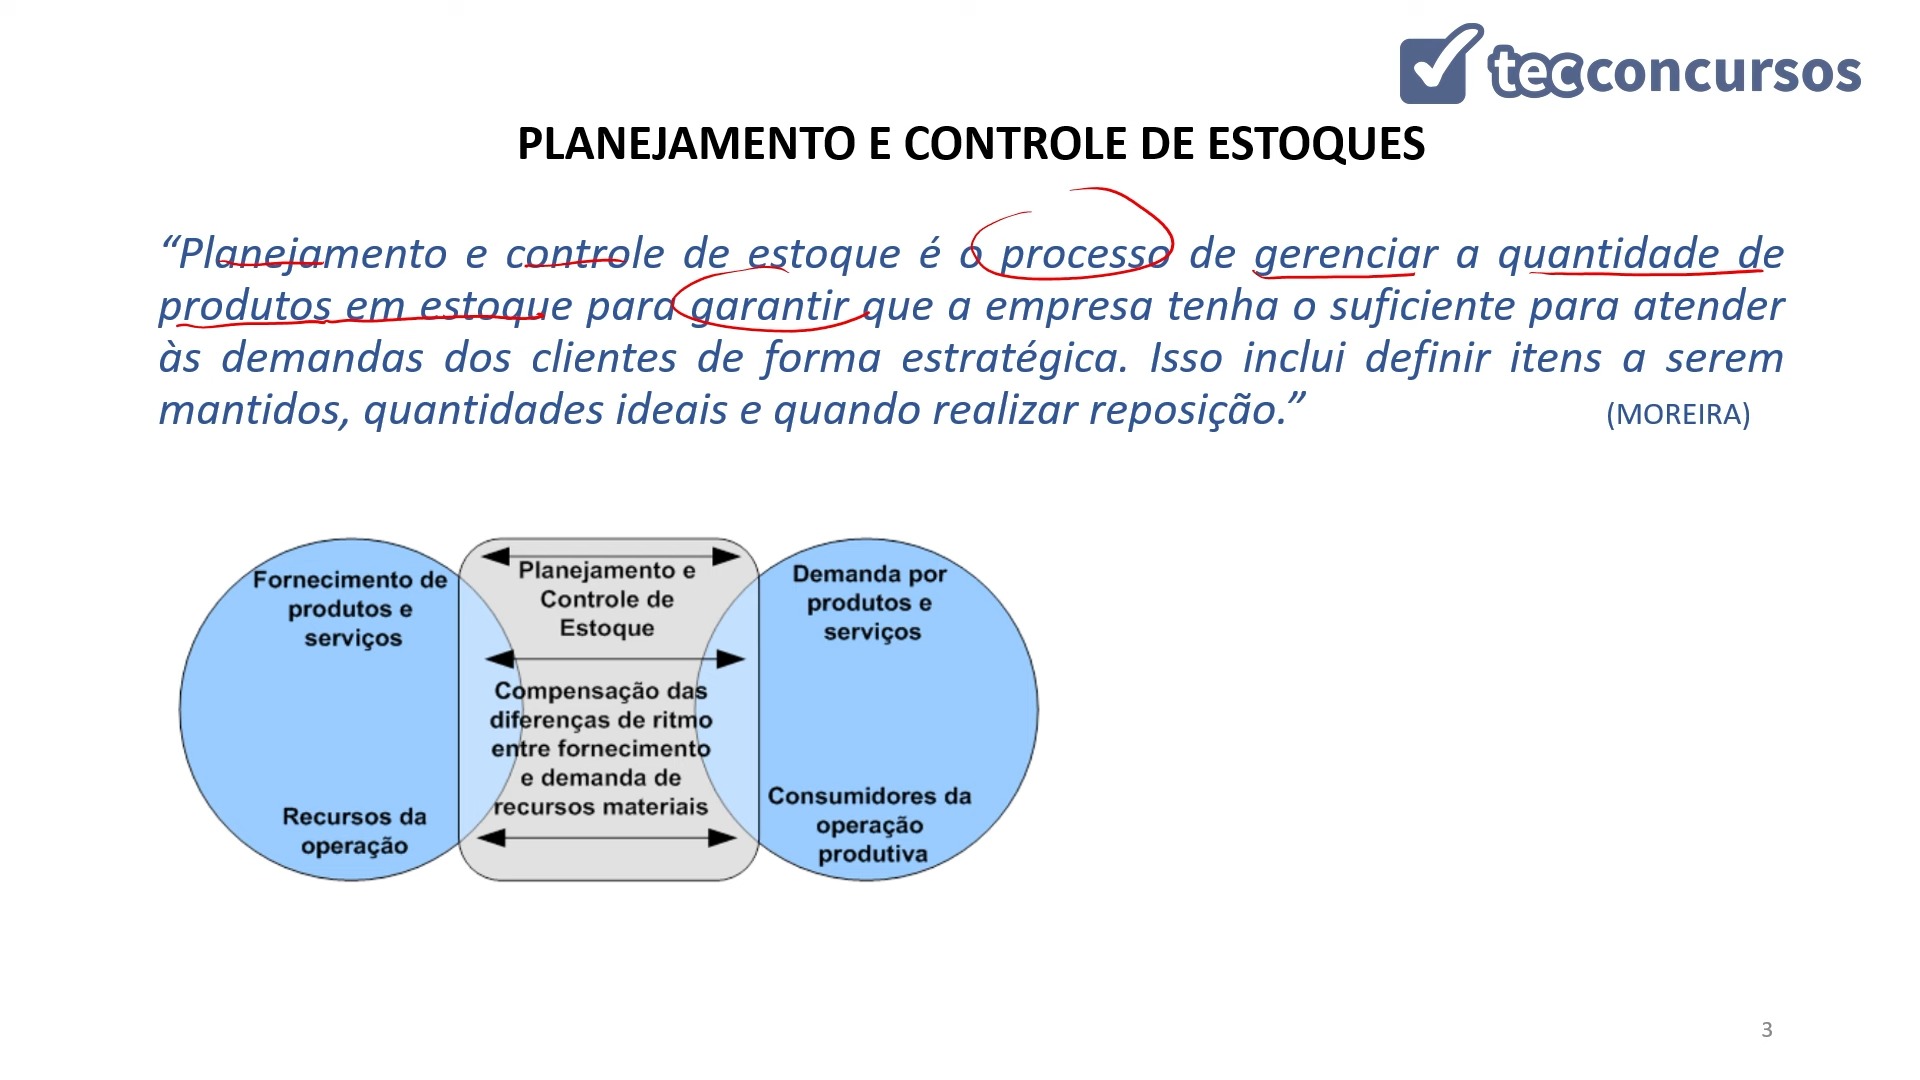 tecconcursos
PLANEJAMENTO E CONTROLE DE ESTOQUES
“Planejamento e controle de estoque é o processo de gerenciar a quantidade de
produtos em estoque para garantir que a empresa tenha o suficiente para atender
às demandas dos clientes de forma estratégica. Isso inclui definir itens a serem
mantidos, quantidades ideais e quando realizar reposição.”
(MOREIRA)
Fornecimento de
produtos e
serviços
Recursos da
operação
Planejamento e
Controle de
Estoque
Compensação das
diferenças de ritmo
entre fornecimento
e demanda de
recursos materiais
Demanda por
produtos e
serviços
Consumidores da
operação
produtiva
3